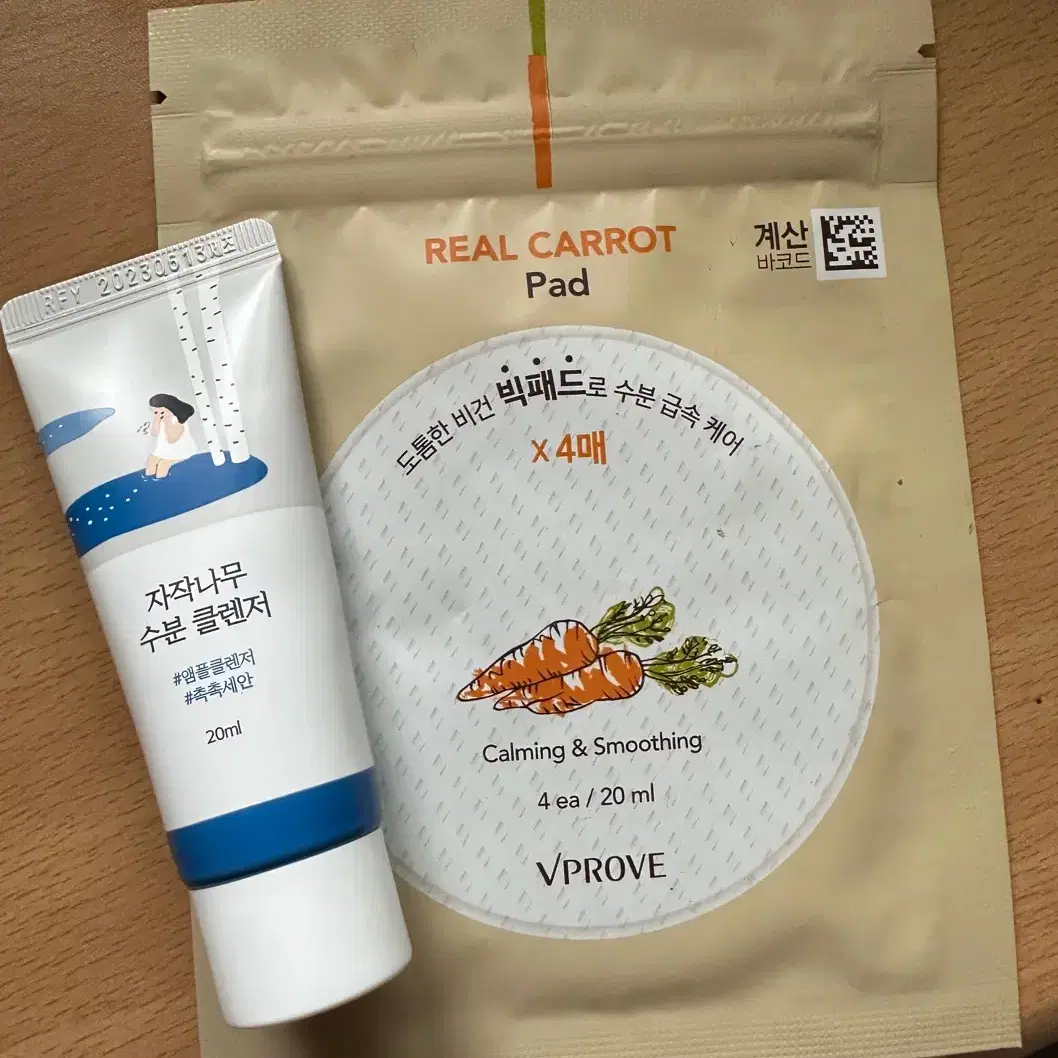 RFY 20230613제조
자작나무
수분 클렌저
#앰플클렌저
#촉촉세안
20ml
REAL CARROT
Pad
계산
바코드
도톰한 비건 빅패드로 수분 급속 케어
x 4매
Calming & Smoothing
4 ea / 20 ml
VPROVE